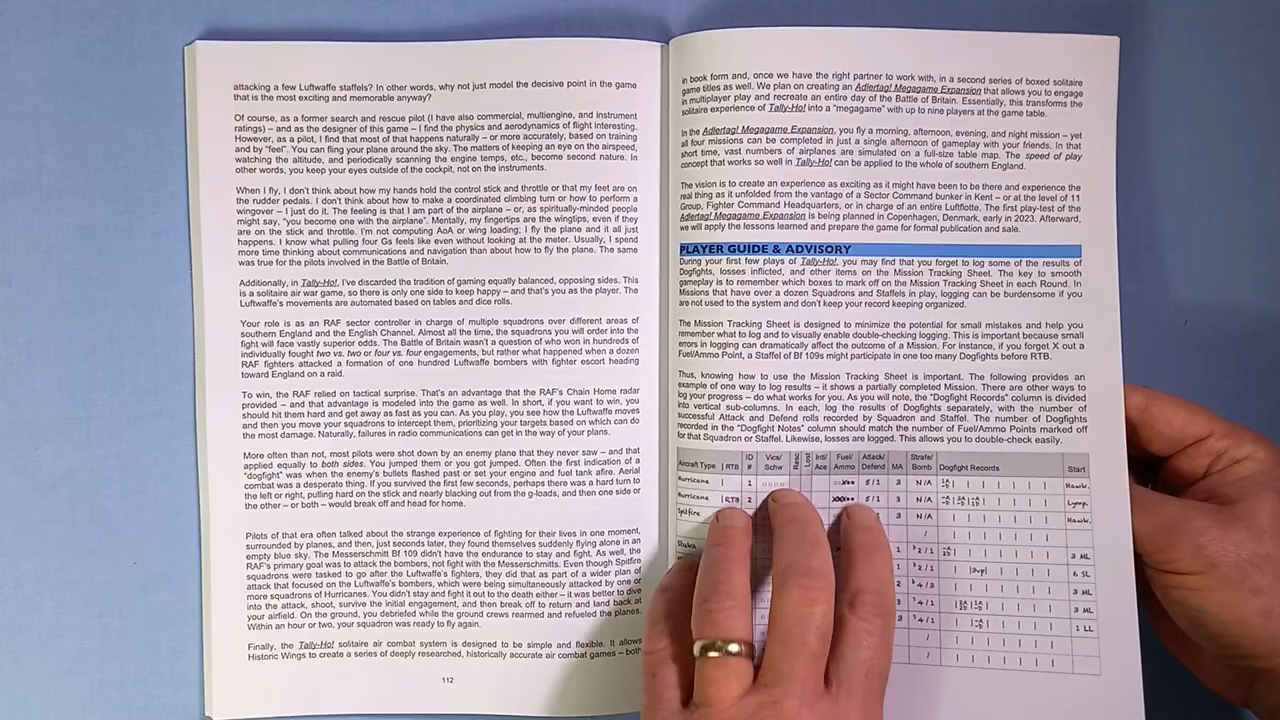 attacking a few Luftwaffe staffels? In other words, why not just model the decisive point in the game
that is the most exciting and memorable anyway?
Of course, as a former search and rescue pilot (I have also commercial, multiengine, and instrument
ratings) – and as the designer of this game – I find the physics and aerodynamics of flight interesting.
However, as a pilot, I find that most of that happens naturally – or more accurately, based on training
and by "feel". You can fling your plane around the sky. The matters of keeping an eye on the airspeed,
watching the altitude, and periodically scanning the engine temps, etc., become second nature. In
other words, you keep your eyes outside of the cockpit, not on the instruments.
When I fly, I don't think about how my hands hold the control stick and throttle or that my feet are on
the rudder pedals. I don't think about how to make a coordinated climbing turn or how to perform a
wingover – I just do it. The feeling is that I am part of the airplane – or, as spiritually-minded people
might say, "you become one with the airplane". Mentally, my fingertips are the wingtips, even if they
are on the stick and throttle. I'm not computing AoA or wing loading; I fly the plane and it all just
happens. I know what pulling four Gs feels like even without looking at the meter. Usually, I spend
more time thinking about communications and navigation than about how to fly the plane. The same
was true for the pilots involved in the Battle of Britain.
Additionally, in Tally-Ho!, I've discarded the tradition of gaming equally balanced, opposing sides. This
is a solitaire air war game, so there is only one side to keep happy – and that's you as the player. The
Luftwaffe's movements are automated based on tables and dice rolls.
Your role is as an RAF sector controller in charge of multiple squadrons over different areas of
southern England and the English Channel. Almost all the time, the squadrons you will order into the
fight will face vastly superior odds. The Battle of Britain wasn't a question of who won in hundreds of
individually fought two vs. two or four vs. four engagements, but rather what happened when a dozen
RAF fighters attacked a formation of one hundred Luftwaffe bombers with fighter escort heading
toward England on a raid.
To win, the RAF relied on tactical surprise. That's an advantage that the RAF's Chain Home radar
provided – and that advantage is modeled into the game as well. In short, if you want to win, you
should hit them hard and get away as fast as you can. As you play, you see how the Luftwaffe moves
and then you move your squadrons to intercept them, prioritizing your targets based on which can do
the most damage. Naturally, failures in radio communications can get in the way of your plans.
More often than not, most pilots were shot down by an enemy plane that they never saw – and that
applied equally to both sides. You jumped them or you got jumped. Often the first indication of a
"dogfight" was when the enemy's bullets flashed past or set your engine and fuel tank afire. Aerial
combat was a desperate thing. If you survived the first few seconds, perhaps there was a hard turn to
the left or right, pulling hard on the stick and nearly blacking out from the g-loads, and then one side or
the other – or both – would break off and head for home.
Pilots of that era often talked about the strange experience of fighting for their lives in one moment,
surrounded by planes, and then, just seconds later, they found themselves suddenly flying alone in an
empty blue sky. The Messerschmitt Bf 109 didn't have the endurance to stay and fight. As well, the
RAF's primary goal was to attack the bombers, not fight with the Messerschmitts. Even though Spitfire
squadrons were tasked to go after the Luftwaffe's fighters, they did that as part of a wider plan of
attack that focused on the Luftwaffe's bombers, which were being simultaneously attacked by one or
more squadrons of Hurricanes. You didn't stay and fight it out to the death either – it was better to dive
into the attack, shoot, survive the initial engagement, and then break off to return and land back at
your airfield. On the ground, you debriefed while the ground crews rearmed and refueled the planes.
Within an hour or two, your squadron was ready to fly again.
Finally, the Tally-Ho! solitaire air combat system is designed to be simple and flexible. It allows
Historic Wings to create a series of deeply researched, historically accurate air combat games – both
112
in book form and, once we have the right partner to work with, in a second series of boxed solitaire
game titles as well. We plan on creating an Adlertag! Megagame Expansion that allows you to engage
in multiplayer play and recreate an entire day of the Battle of Britain. Essentially, this transforms the
solitaire experience of Tally-Ho! into a "megagame" with up to nine players at the game table.
In the Adlertag! Megagame Expansion, you fly a morning, afternoon, evening, and night mission – yet
all four missions can be completed in just a single afternoon of gameplay with your friends. In that
short time, vast numbers of airplanes are simulated on a full-size table map. The speed of play
concept that works so well in Tally-Ho! can be applied to the whole of southern England.
The vision is to create an experience as exciting as it might have been to be there and experience the
real thing as it unfolded from the vantage of a Sector Command bunker in Kent – or at the level of 11
Group, Fighter Command Headquarters, or in charge of an entire Luftflotte. The first play-test of the
Adlertag! Megagame Expansion is being planned in Copenhagen, Denmark, early in 2023. Afterward,
we will apply the lessons learned and prepare the game for formal publication and sale.
PLAYER GUIDE & ADVISORY
During your first few plays of Tally-Ho!, you may find that you forget to log some of the results of
Dogfights, losses inflicted, and other items on the Mission Tracking Sheet. The key to smooth
gameplay is to remember which boxes to mark off on the Mission Tracking Sheet in each Round. In
Missions that have over a dozen Squadrons and Staffels in play, logging can be burdensome if you
are not used to the system and don't keep your record keeping organized.
The Mission Tracking Sheet is designed to minimize the potential for small mistakes and help you
remember what to log and to visually enable double-checking logging. This is important because small
errors in logging can dramatically affect the outcome of a Mission. For instance, if you forget X out a
Fuel/Ammo Point, a Staffel of Bf 109s might participate in one too many Dogfights before RTB.
Thus, knowing how to use the Mission Tracking Sheet is important. The following provides an
example of one way to log results – it shows a partially completed Mission. There are other ways to
log your progress – do what works for you. As you will note, the "Dogfight Records" column is divided
into vertical sub-columns. In each, log the results of Dogfights separately, with the number of
successful Attack and Defend rolls recorded by Squadron and Staffel. The number of Dogfights
recorded in the "Dogfight Notes" column should match the number of Fuel/Ammo Points marked off
for that Squadron or Staffel. Likewise, losses are logged. This allows you to double-check easily.
Aircraft Type | RTB ID # Vics/ Schw Resc Lost Intl/ Ace Fuel/ Ammo Attack/ Defend MA Strafe/ Bomb Dogfight Records Start
Hurricane 1 5/1 3 N/A Hawk.
Hurricane RTB 2 5/1 3 N/A Lymp.
Spitfire 1 3 N/A Hawk.
/
Stuka 1 2/1 3 ML
1 2/1 6 SL
2 4/3 3 ML
3 4/1 3 ML
3 4/1 1 LL
/
/